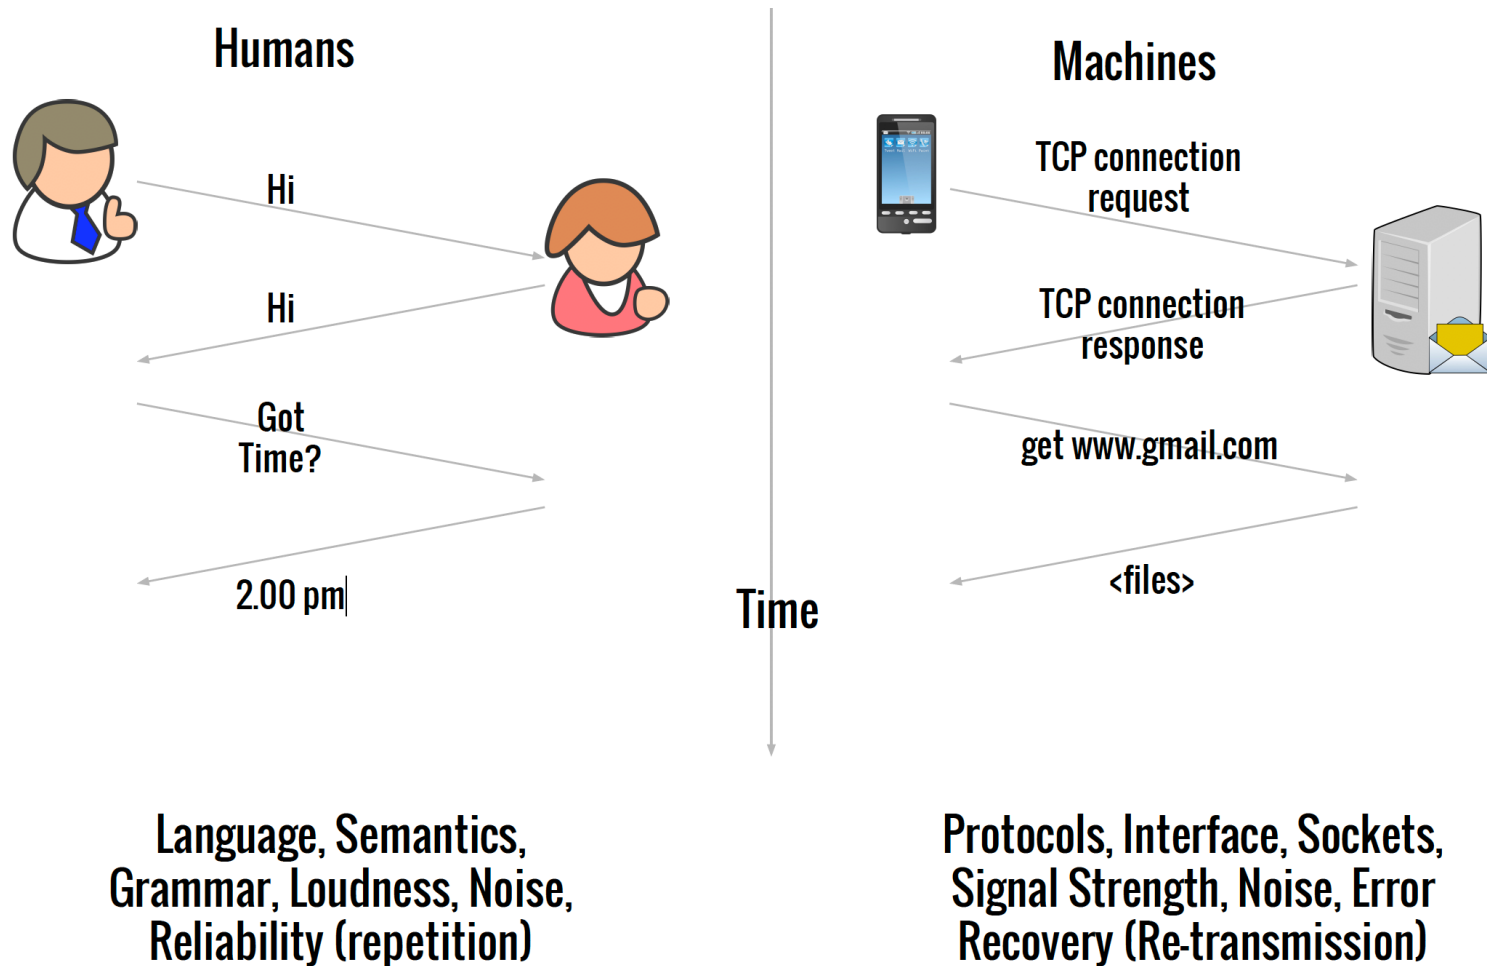 Humans
Hi
Hi
Got
Time?
2.00 pm
Time
Machines
TCP connection
request
TCP connection
response
get www.gmail.com
<files>
Language, Semantics,
Grammar, Loudness, Noise,
Reliability (repetition)
Protocols, Interface, Sockets,
Signal Strength, Noise, Error
Recovery (Re-transmission)